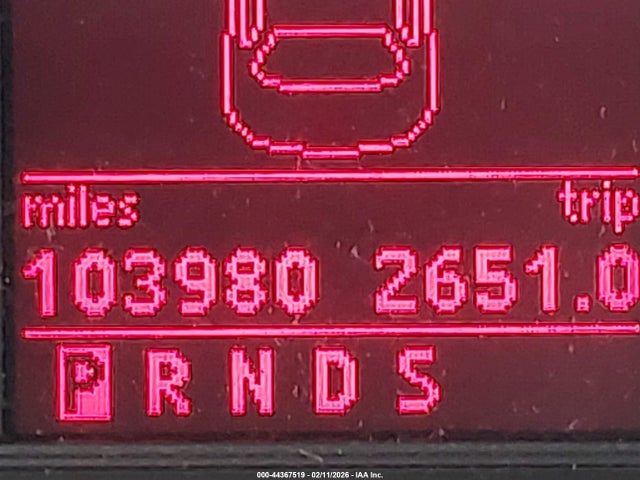 miles trip
103980 2651.0
P R N D S
000-44367519 - 02/11/2026 - IAA Inc.